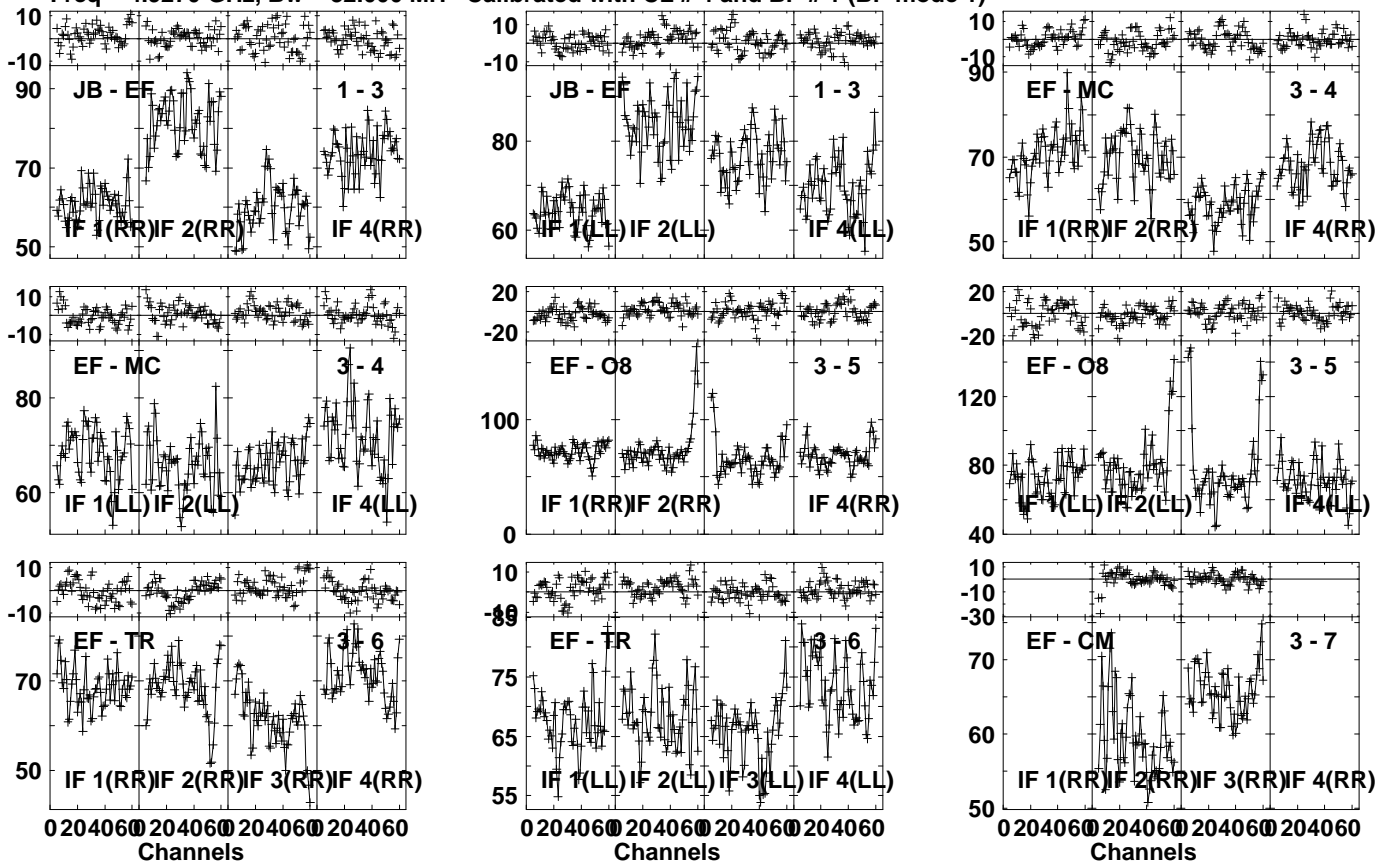 10
-10
JB - EF 1 - 3
90
70
50
IF 1(RR) IF 2(RR) IF 4(RR)
10
-10
JB - EF 1 - 3
80
60
IF 1(LL) IF 2(LL) IF 4(LL)
10
-10
EF - MC 3 - 4
90
70
50
IF 1(RR) IF 2(RR) IF 4(RR)
10
-10
EF - MC 3 - 4
80
60
IF 1(LL) IF 2(LL) IF 4(LL)
20
-20
EF - O8 3 - 5
100
0
IF 1(RR) IF 2(RR) IF 4(RR)
20
-20
EF - O8 3 - 5
120
80
40
IF 1(LL) IF 2(LL) IF 4(LL)
10
-10
EF - TR 3 - 6
70
50
IF 1(RR) IF 2(RR) IF 3(RR) IF 4(RR)
0 204060 0 204060 0 204060 0 204060
Channels
10
-10
85
EF - TR 3 - 6
75
65
55
IF 1(LL) IF 2(LL) IF 3(LL) IF 4(LL)
0 204060 0 204060 0 204060 0 204060
Channels
10
-10
-30
EF - CM 3 - 7
70
60
50
IF 1(RR) IF 2(RR) IF 3(RR) IF 4(RR)
0 204060 0 204060 0 204060 0 204060
Channels